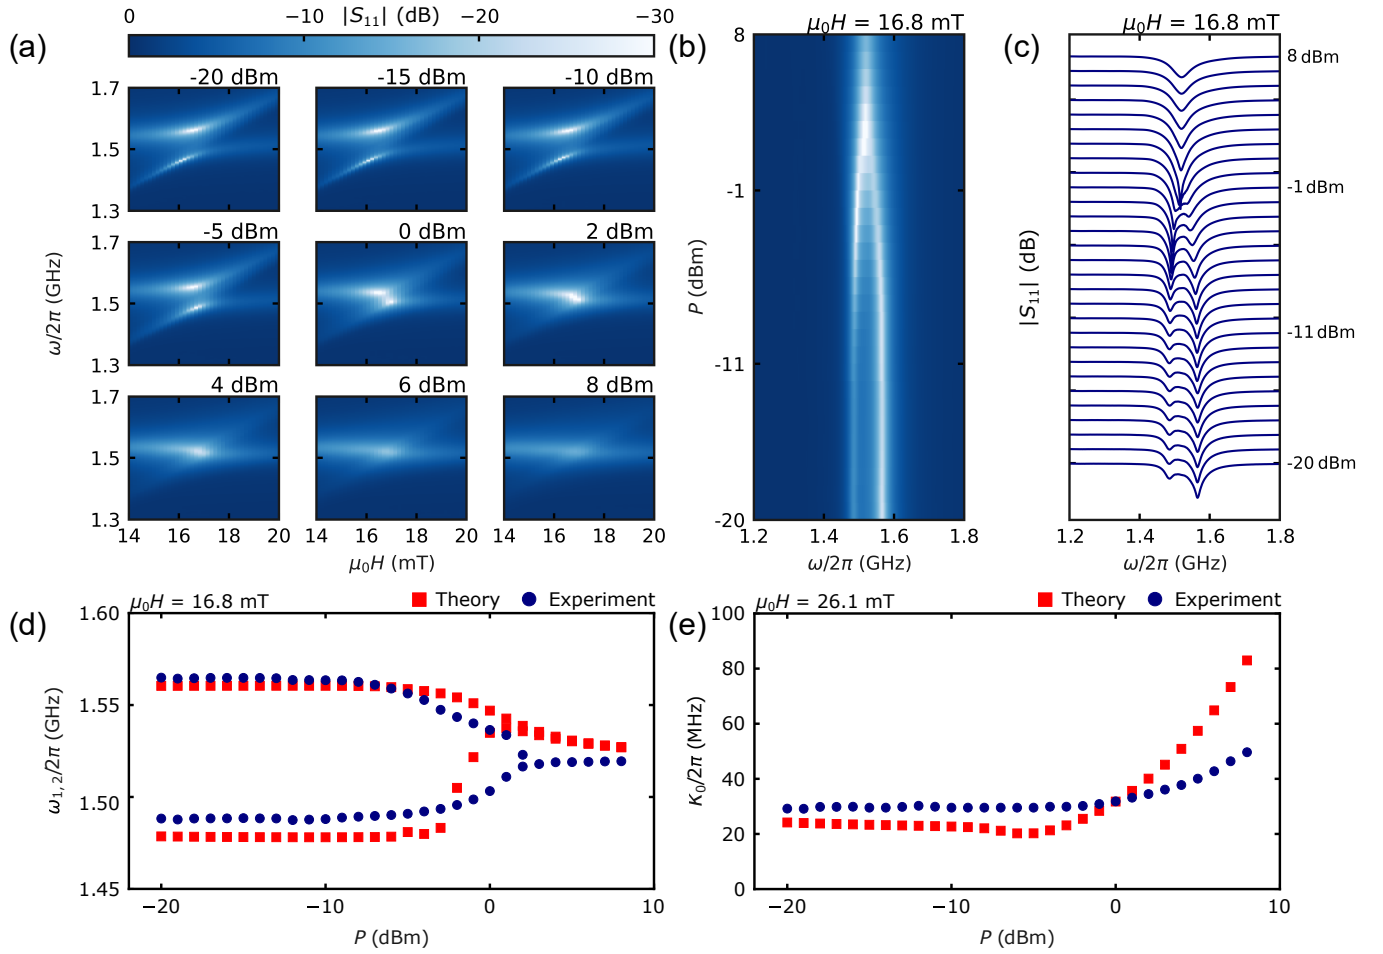 0 −10 |S11| (dB) −20 −30
(a)
-20 dBm -15 dBm -10 dBm
1.7
1.5
1.3
-5 dBm 0 dBm 2 dBm
1.7
1.5
1.3
ω/2π (GHz)
4 dBm 6 dBm 8 dBm
1.7
1.5
1.3
14 16 18 20 14 16 18 20 14 16 18 20
μ0H (mT)
(b)
μ0H = 16.8 mT
8
-1
-11
-20
P (dBm)
1.2 1.4 1.6 1.8
ω/2π (GHz)
(c)
μ0H = 16.8 mT
8 dBm
-1 dBm
-11 dBm
-20 dBm
|S11| (dB)
1.2 1.4 1.6 1.8
ω/2π (GHz)
(d)
μ0H = 16.8 mT
Theory Experiment
1.60
1.55
1.50
1.45
ω1,2/2π (GHz)
−20 −10 0 10
P (dBm)
(e)
μ0H = 26.1 mT
Theory Experiment
100
80
60
40
20
0
κ0/2π (MHz)
−20 −10 0 10
P (dBm)